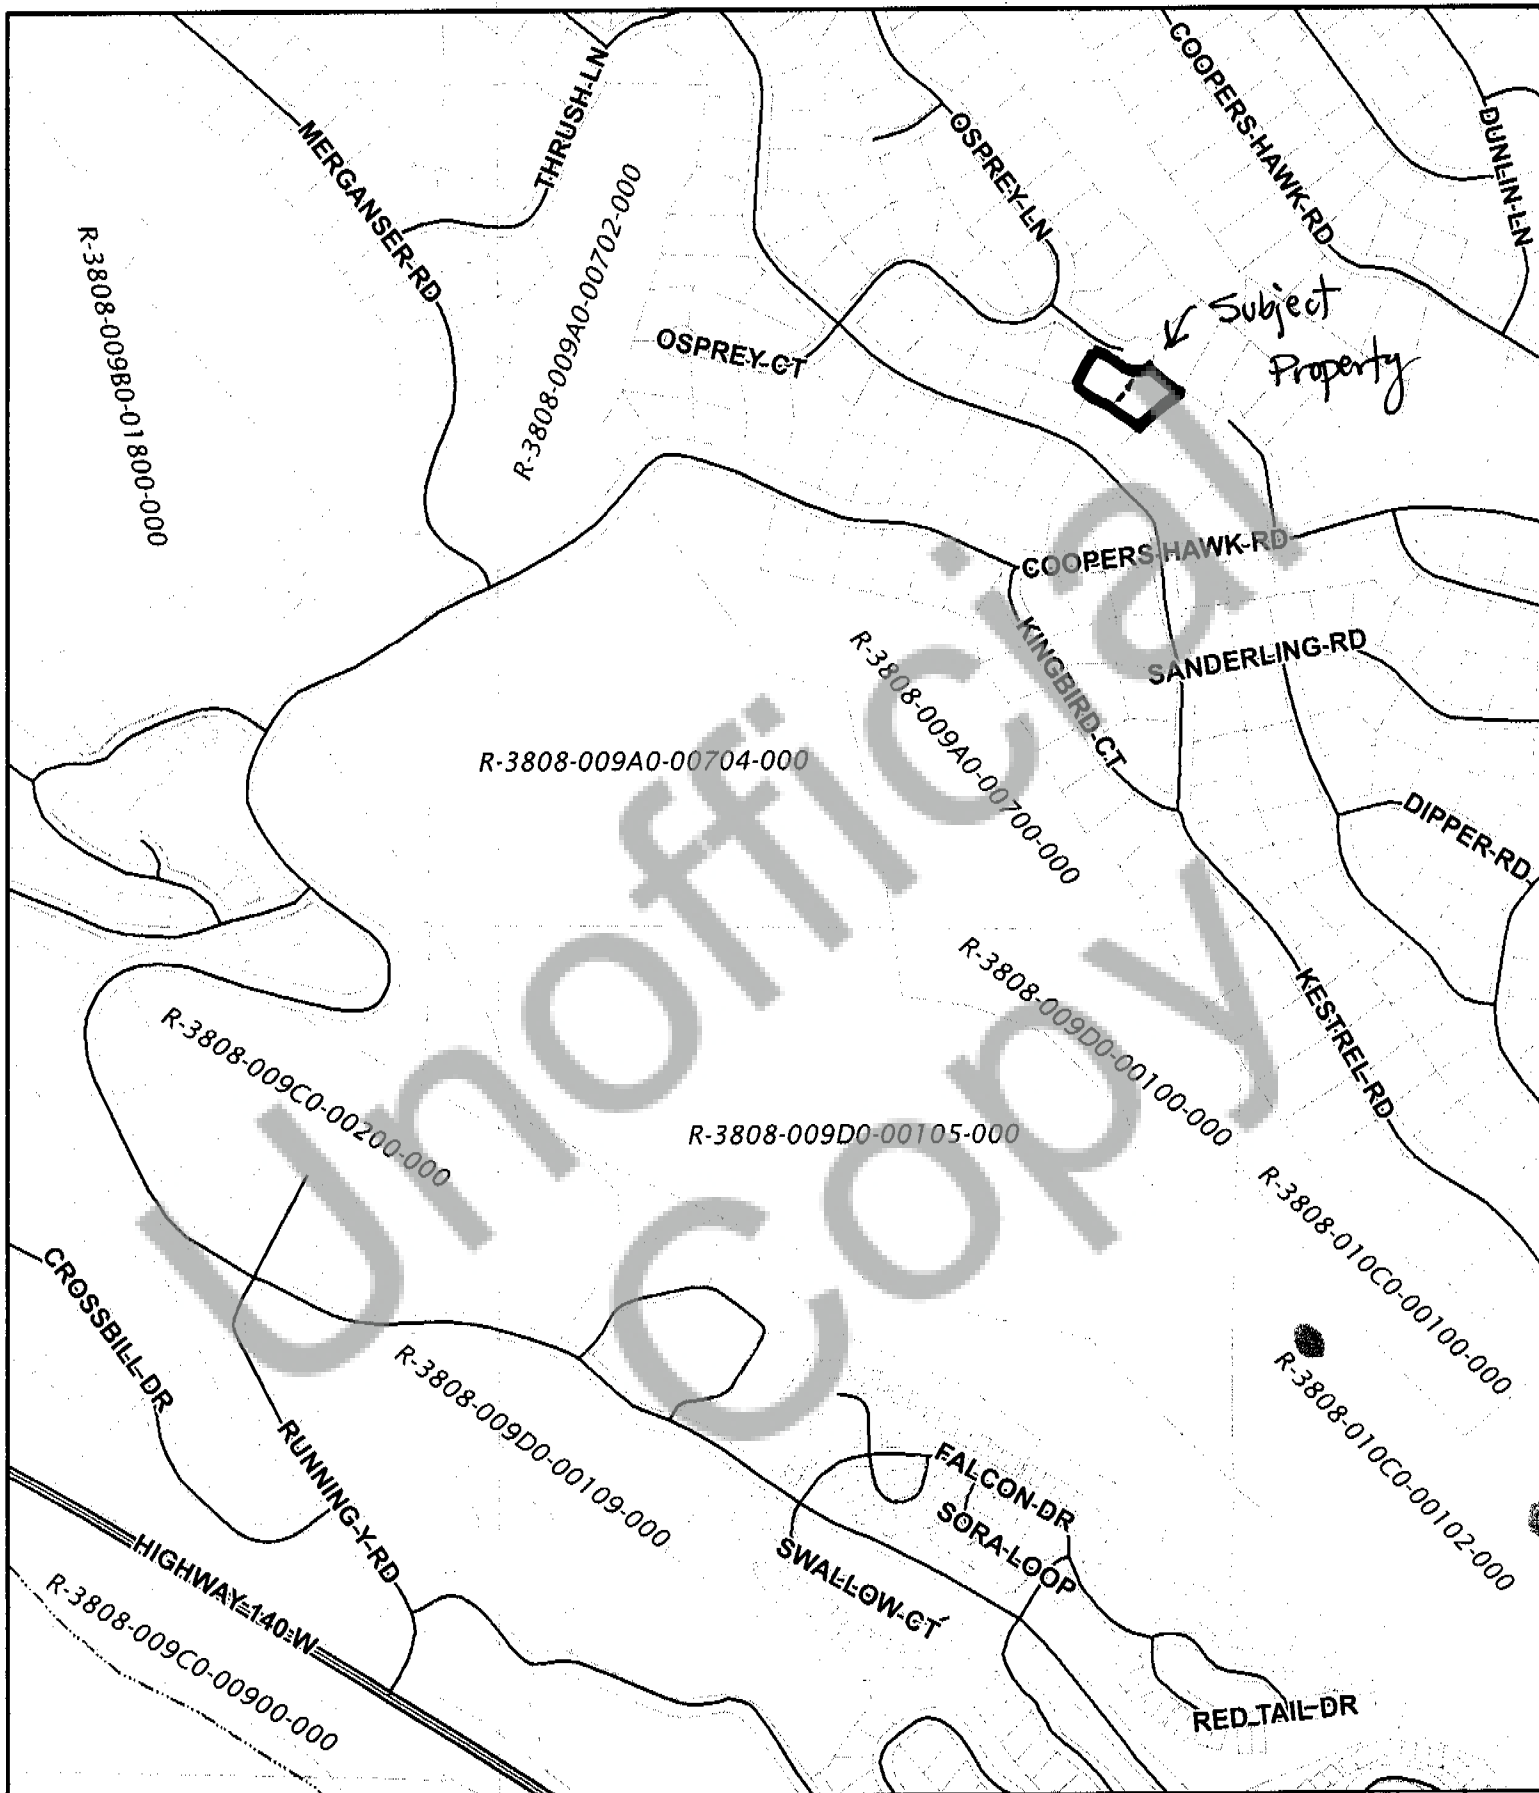 COOPERS-HAWK-RD
DUNLIN-LN
THRUSH-LN
OSPREY-LN
MERGANSER-RD
R-3808-009A0-00702-000
R-3808-009B0-01800-000
Subject
Property
OSPREY-CT
COOPERS-HAWK-RD
KINGBIRD-CT
SANDERLING-RD
R-3808-009A0-00700-000
R-3808-009A0-00704-000
DIPPER-RD
R-3808-009D0-00100-000
KESTREL-RD
R-3808-009C0-00200-000
R-3808-009D0-00105-000
R-3808-010C0-00100-000
CROSSBILL-DR
R-3808-009D0-00109-000
R-3808-010C0-00102-000
RUNNING-Y-RD
FALCON-DR
SORA-LOOP
SWALLOW-CT
HIGHWAY-140-W
R-3808-009C0-00900-000
RED_TAIL-DR
Unofficial
Copy